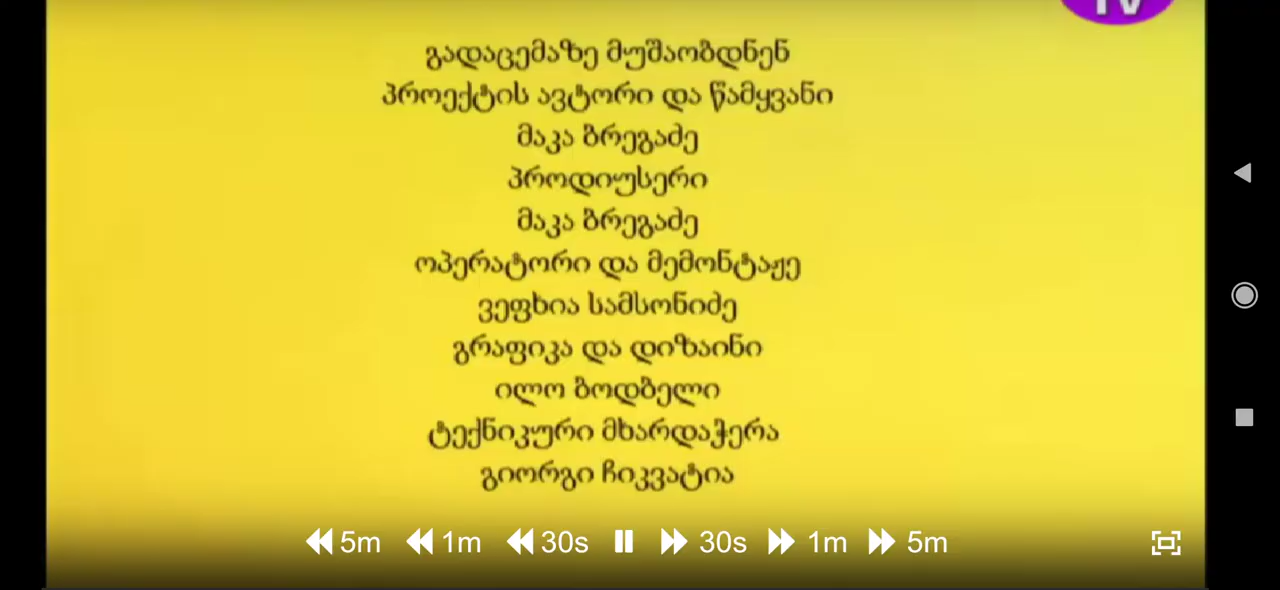 TV
გადაცემაზე მუშაობდნენ
პროექტის ავტორი და წამყვანი
მაკა ბრეგაძე
პროდიუსერი
მაკა ბრეგაძე
ოპერატორი და მემონტაჟე
ვეფხია სამსონიძე
გრაფიკა და დიზაინი
ილო ბოდბელი
ტექნიკური მხარდაჭერა
გიორგი ჩიკვატია
5m 1m 30s 30s 1m 5m